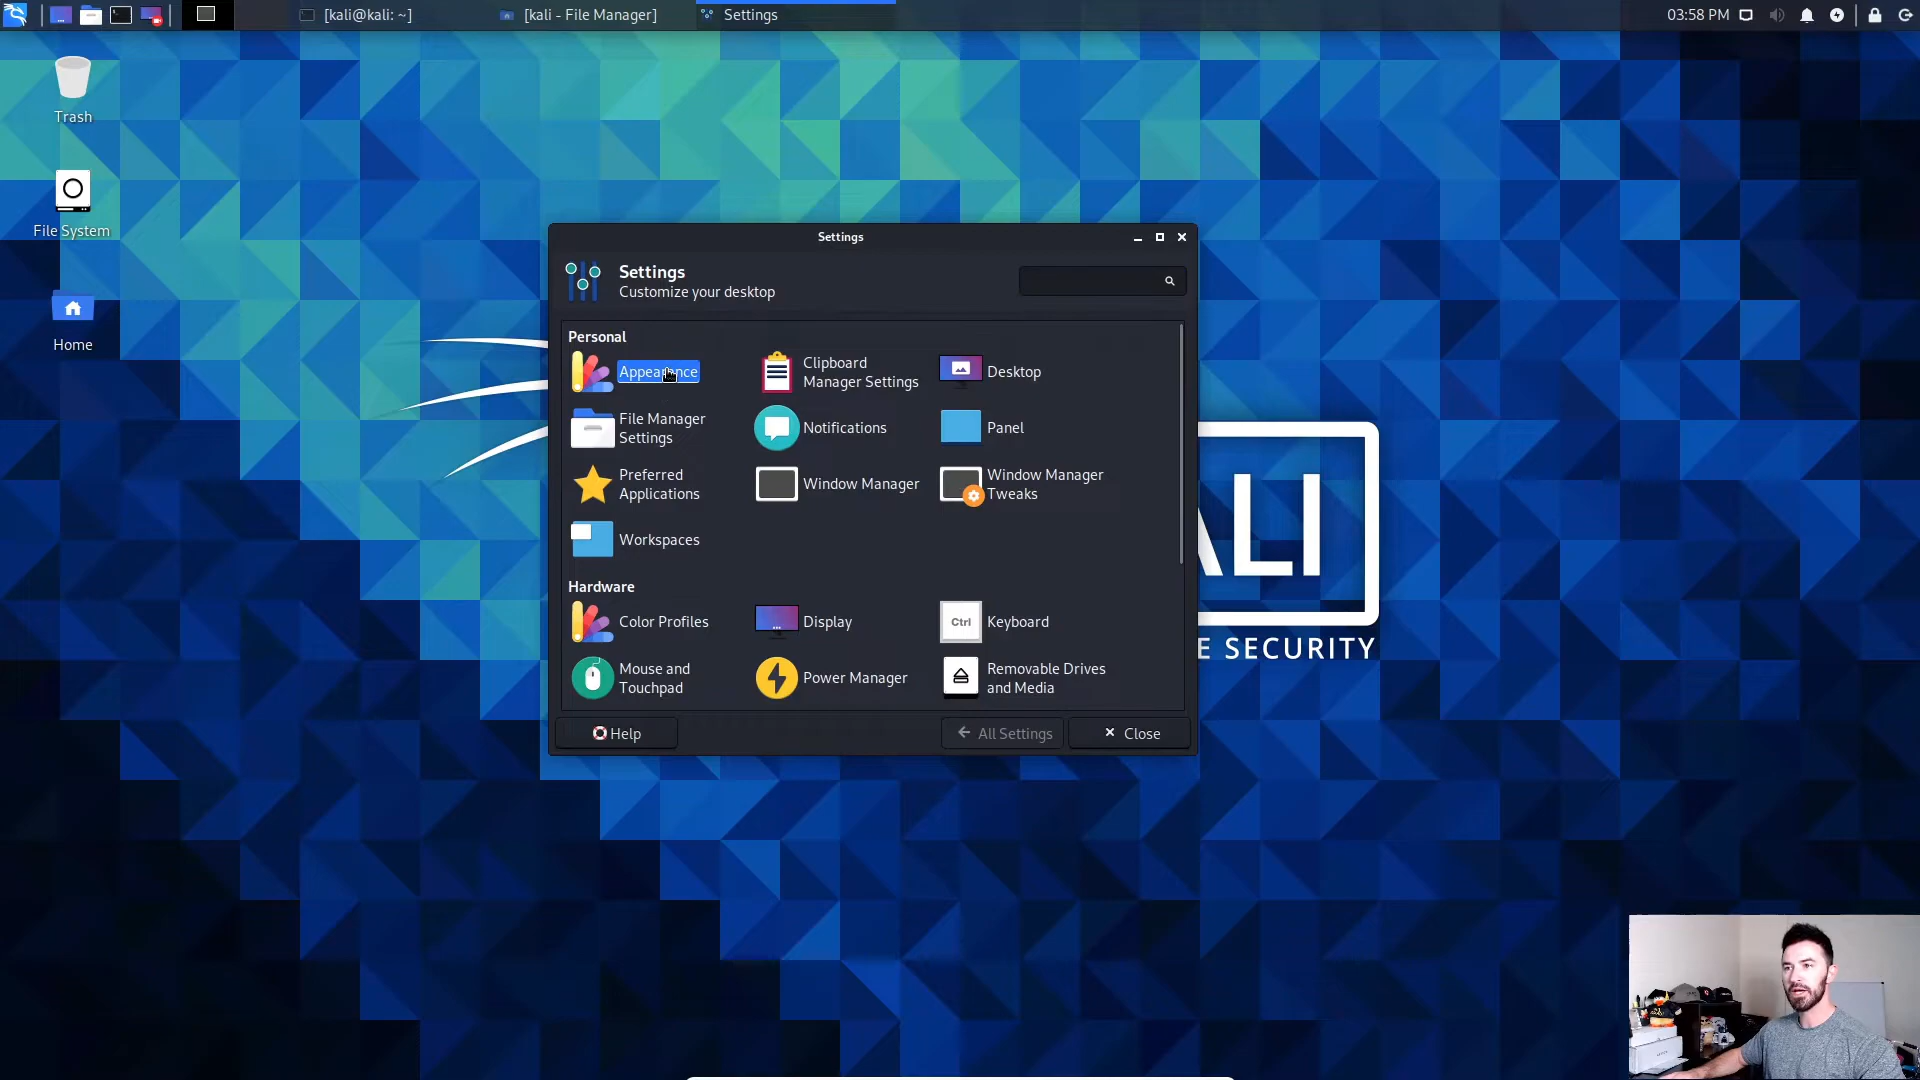 [kali@kali: ~]
[kali - File Manager]
Settings
03:58 PM
Trash
File System
Home
Settings
Settings
Customize your desktop
Personal
Appearance
Clipboard
Manager Settings
Desktop
File Manager
Settings
Notifications
Panel
Preferred
Applications
Window Manager
Window Manager
Tweaks
Workspaces
Hardware
Color Profiles
Display
Ctrl
Keyboard
Mouse and
Touchpad
Power Manager
Removable Drives
and Media
Help
All Settings
Close
ALI
E SECURITY